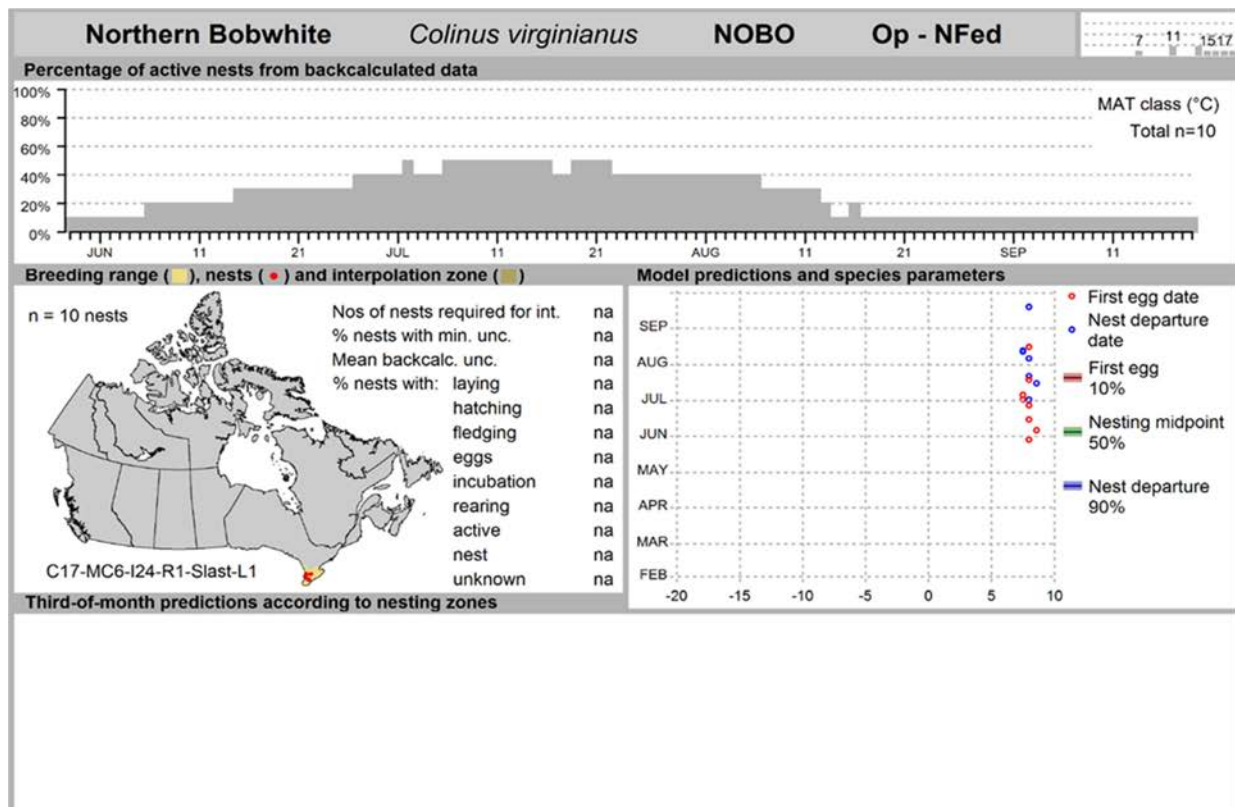 Northern Bobwhite Colinus virginianus NOBO Op - NFed
7 11 15 17
Percentage of active nests from backcalculated data
100%
80%
60%
40%
20%
0%
MAT class (°C)
Total n=10
JUN 11 21 JUL 11 21 AUG 11 21 SEP 11
Breeding range ( ), nests ( ) and interpolation zone ( )
n = 10 nests
Nos of nests required for int. na
% nests with min. unc. na
Mean backcalc. unc. na
% nests with: laying na
hatching na
fledging na
eggs na
incubation na
rearing na
active na
nest na
unknown na
C17-MC6-I24-R1-Slast-L1
Model predictions and species parameters
SEP
AUG
JUL
JUN
MAY
APR
MAR
FEB
-20 -15 -10 -5 0 5 10
First egg date
Nest departure
date
First egg
10%
Nesting midpoint
50%
Nest departure
90%
Third-of-month predictions according to nesting zones